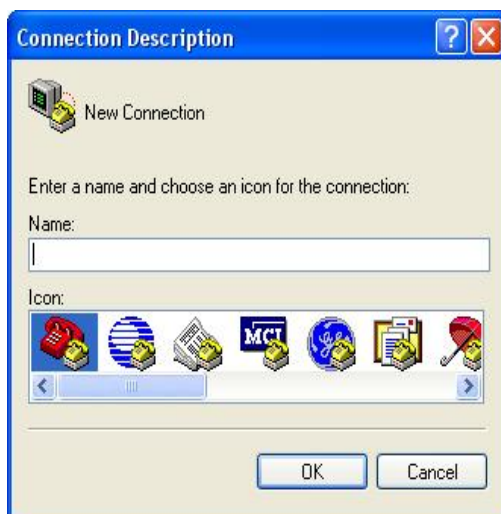 Connection Description
?
New Connection
Enter a name and choose an icon for the connection:
Name:
Icon:
MCI
OK
Cancel